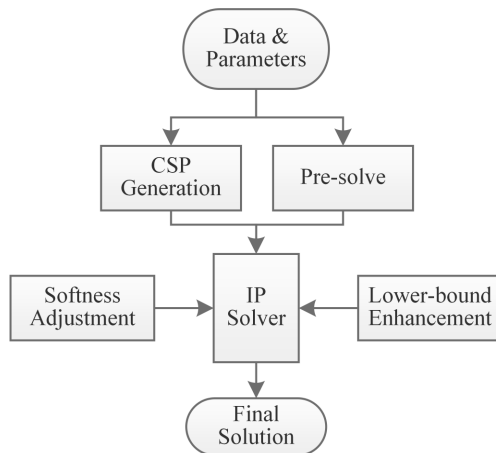 Data &
Parameters
CSP
Generation
Pre-solve
Softness
Adjustment
IP
Solver
Lower-bound
Enhancement
Final
Solution